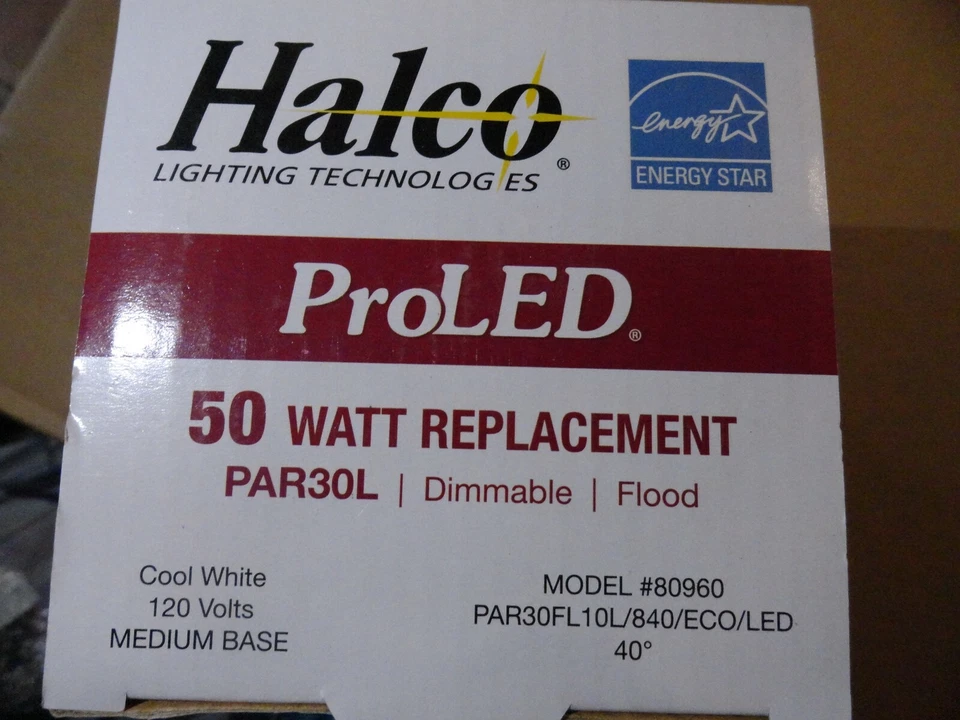 Halco
LIGHTING TECHNOLOGIES ®
energy
ENERGY STAR
ProLED®
50 WATT REPLACEMENT
PAR30L | Dimmable | Flood
Cool White
120 Volts
MEDIUM BASE
MODEL #80960
PAR30FL10L/840/ECO/LED
40°